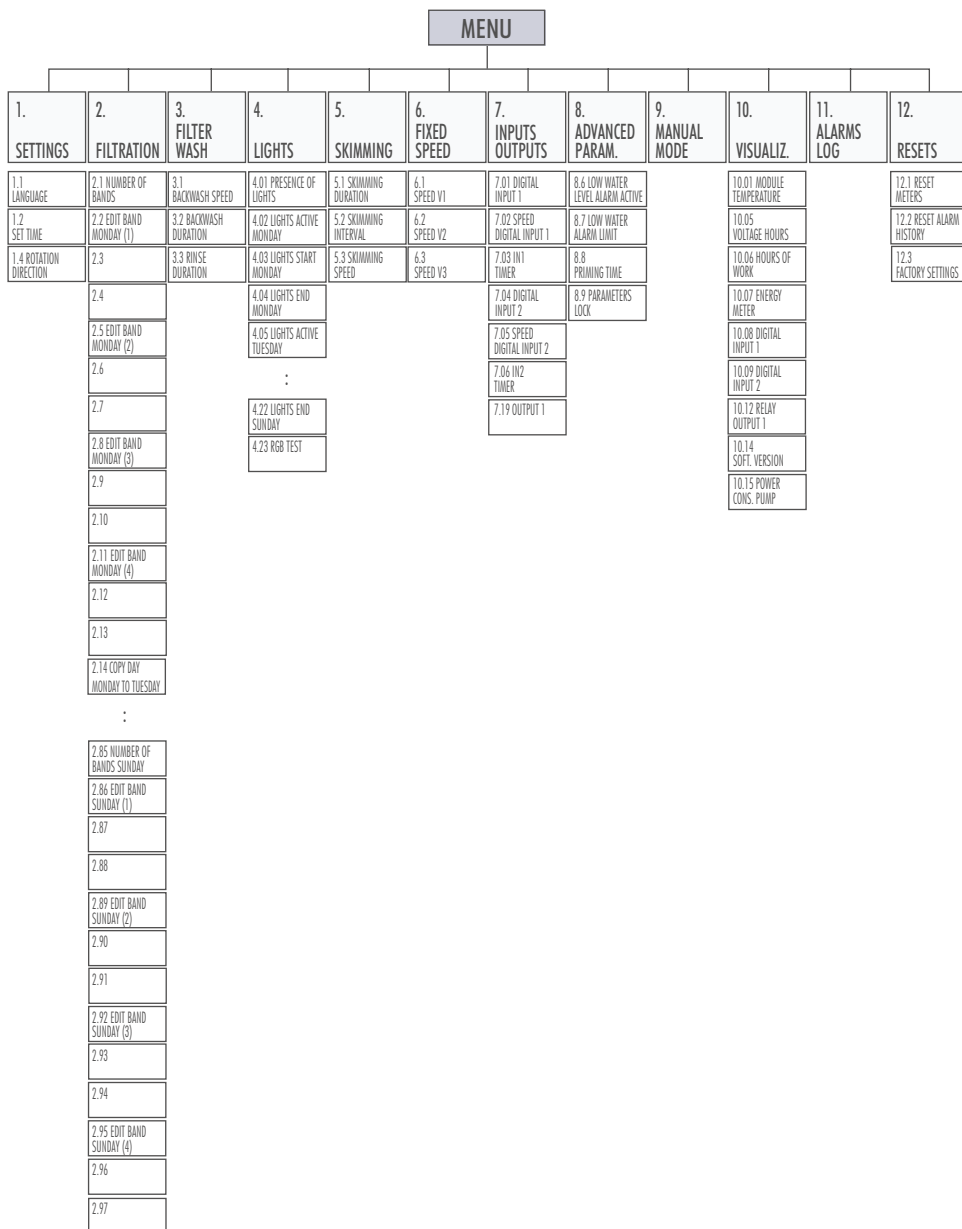 MENU
1.
SETTINGS
2.
FILTRATION
3.
FILTER
WASH
4.
LIGHTS
5.
SKIMMING
6.
FIXED
SPEED
7.
INPUTS
OUTPUTS
8.
ADVANCED
PARAM.
9.
MANUAL
MODE
10.
VISUALIZ.
11.
ALARMS
LOG
12.
RESETS
1.1
LANGUAGE
1.2
SET TIME
1.4 ROTATION
DIRECTION
2.1 NUMBER OF
BANDS
2.2 EDIT BAND
MONDAY (1)
2.3
2.4
2.5 EDIT BAND
MONDAY (2)
2.6
2.7
2.8 EDIT BAND
MONDAY (3)
2.9
2.10
2.11 EDIT BAND
MONDAY (4)
2.12
2.13
2.14 COPY DAY
MONDAY TO TUESDAY
:
2.85 NUMBER OF
BANDS SUNDAY
2.86 EDIT BAND
SUNDAY (1)
2.87
2.88
2.89 EDIT BAND
SUNDAY (2)
2.90
2.91
2.92 EDIT BAND
SUNDAY (3)
2.93
2.94
2.95 EDIT BAND
SUNDAY (4)
2.96
2.97
3.1
BACKWASH SPEED
3.2 BACKWASH
DURATION
3.3 RINSE
DURATION
4.01 PRESENCE OF
LIGHTS
4.02 LIGHTS ACTIVE
MONDAY
4.03 LIGHTS START
MONDAY
4.04 LIGHTS END
MONDAY
4.05 LIGHTS ACTIVE
TUESDAY
:
4.22 LIGHTS END
SUNDAY
4.23 RGB TEST
5.1 SKIMMING
DURATION
5.2 SKIMMING
INTERVAL
5.3 SKIMMING
SPEED
6.1
SPEED V1
6.2
SPEED V2
6.3
SPEED V3
7.01 DIGITAL
INPUT 1
7.02 SPEED
DIGITAL INPUT 1
7.03 IN1
TIMER
7.04 DIGITAL
INPUT 2
7.05 SPEED
DIGITAL INPUT 2
7.06 IN2
TIMER
7.19 OUTPUT 1
8.6 LOW WATER
LEVEL ALARM ACTIVE
8.7 LOW WATER
ALARM LIMIT
8.8
PRIMING TIME
8.9 PARAMETERS
LOCK
10.01 MODULE
TEMPERATURE
10.05
VOLTAGE HOURS
10.06 HOURS OF
WORK
10.07 ENERGY
METER
10.08 DIGITAL
INPUT 1
10.09 DIGITAL
INPUT 2
10.12 RELAY
OUTPUT 1
10.14
SOFT. VERSION
10.15 POWER
CONS. PUMP
12.1 RESET
METERS
12.2 RESET ALARM
HISTORY
12.3
FACTORY SETTINGS